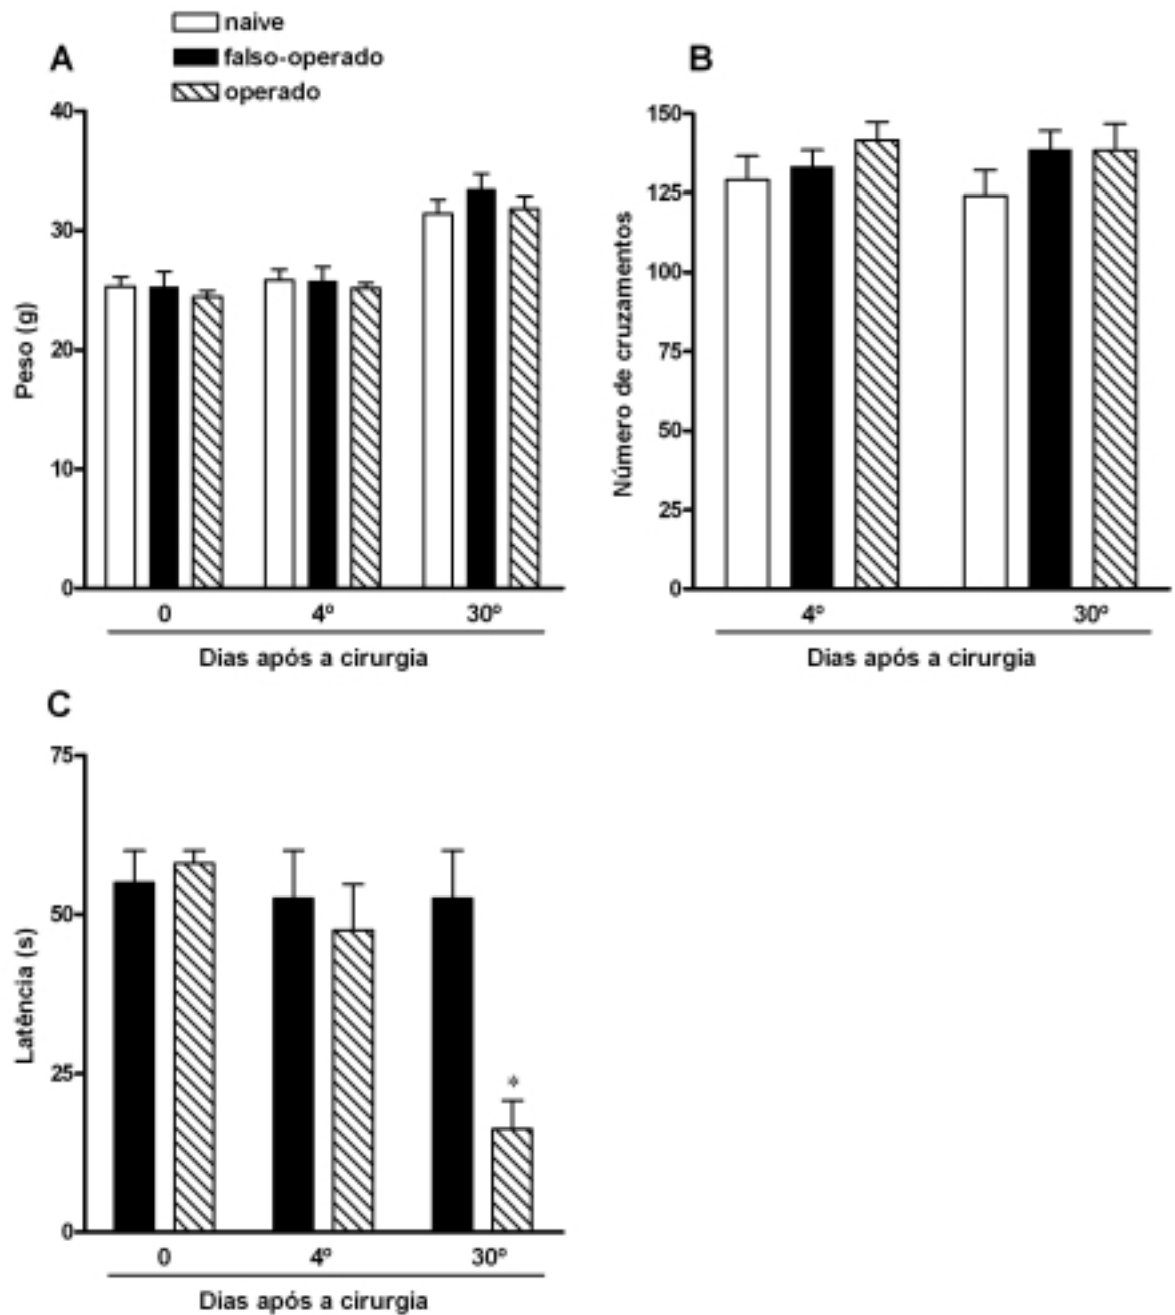 naive
falso-operado
operado
A
40
30
20
10
0
Peso (g)
0 4º 30º
Dias após a cirurgia
B
150
125
100
75
50
25
0
Número de cruzamentos
4º 30º
Dias após a cirurgia
C
75
50
25
0
Latência (s)
*
0 4º 30º
Dias após a cirurgia